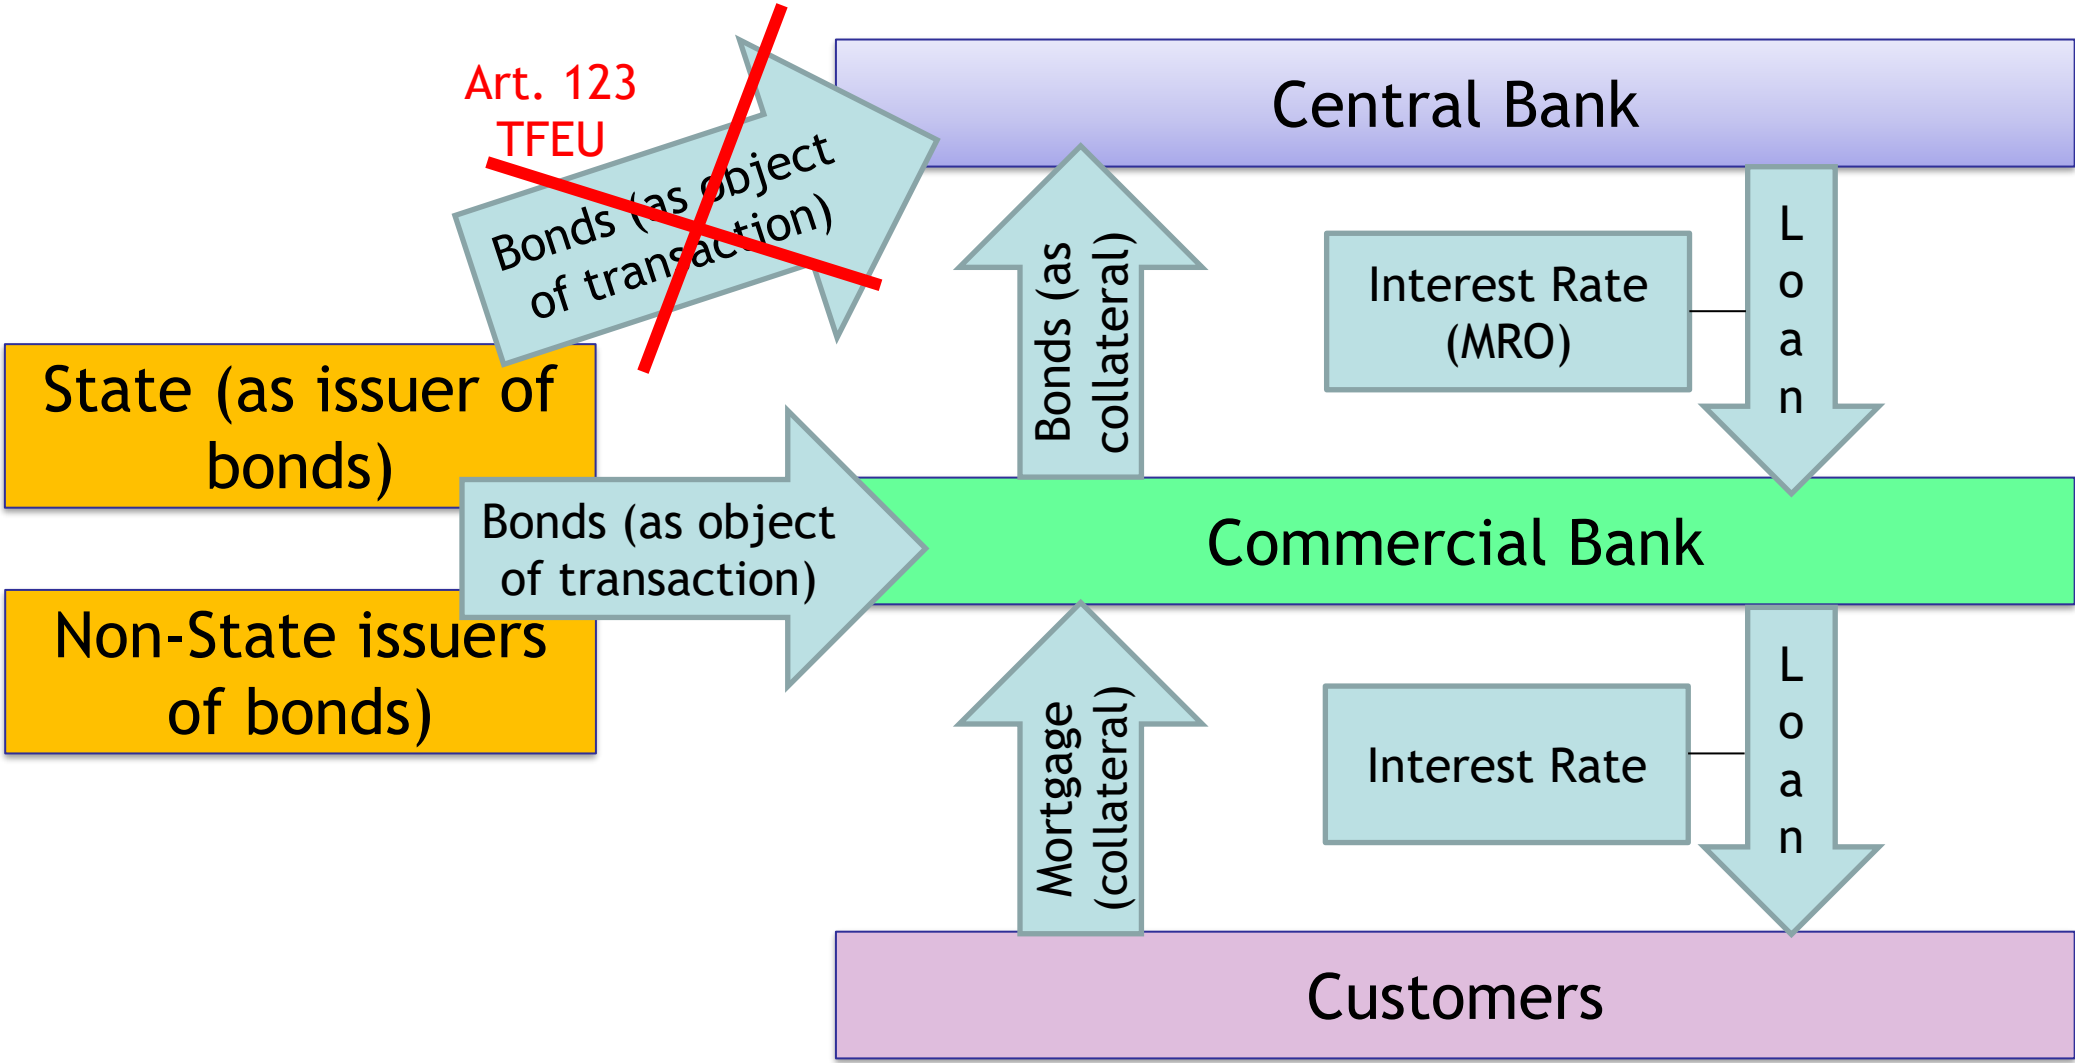 Art. 123
TFEU
Central Bank
Bonds (as object
of transaction)
Bonds (as
collateral)
Interest Rate
(MRO)
Loan
State (as issuer of
bonds)
Bonds (as object
of transaction)
Commercial Bank
Non-State issuers
of bonds)
Mortgage
(collateral)
Interest Rate
Loan
Customers